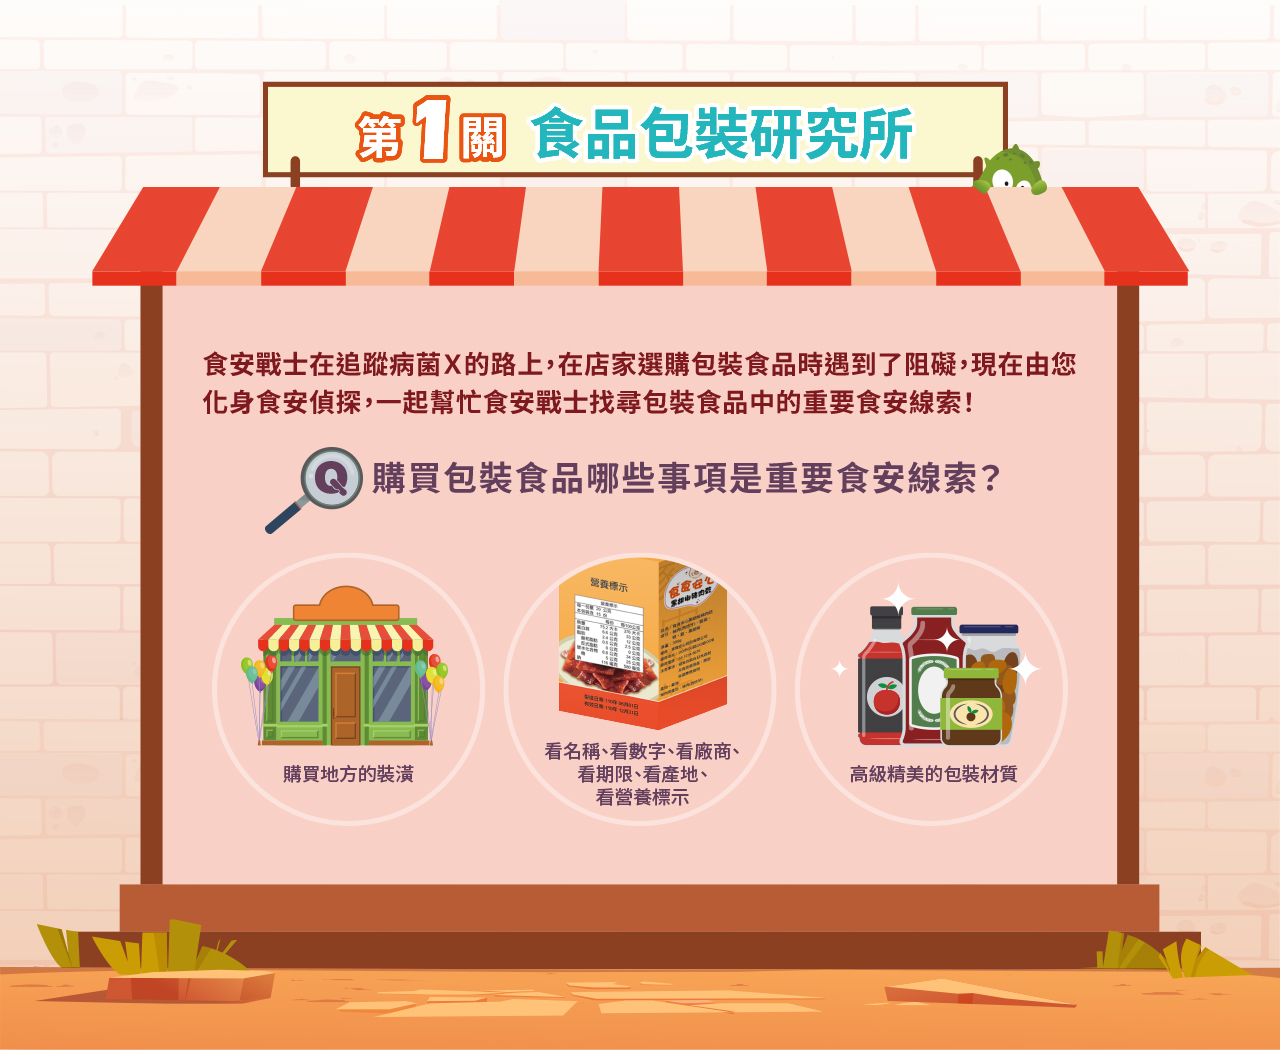 第1關 食品包裝研究所
食安戰士在追蹤病菌X的路上，在店家選購包裝食品時遇到了阻礙，現在由您
化身食安偵探，一起幫忙食安戰士找尋包裝食品中的重要食安線索！
Q 購買包裝食品哪些事項是重要食安線索？
營養標示
購買地方的裝潢
看名稱、看數字、看廠商、
看期限、看產地、
看營養標示
高級精美的包裝材質